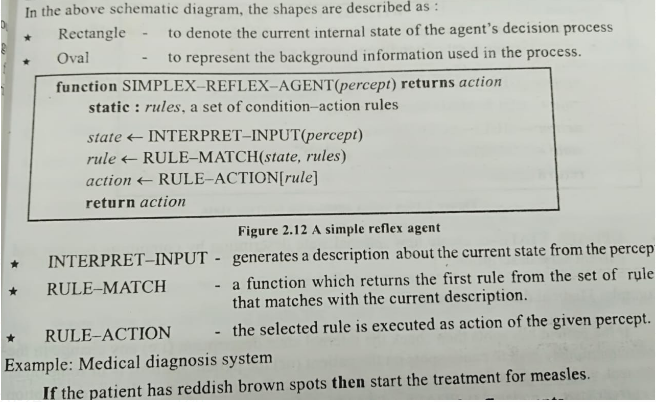 In the above schematic diagram, the shapes are described as :
★ Rectangle - to denote the current internal state of the agent's decision process
★ Oval - to represent the background information used in the process.
function SIMPLEX–REFLEX–AGENT(percept) returns action
static : rules, a set of condition–action rules
state ← INTERPRET–INPUT(percept)
rule ← RULE–MATCH(state, rules)
action ← RULE–ACTION[rule]
return action
Figure 2.12 A simple reflex agent
★ INTERPRET–INPUT - generates a description about the current state from the percep
★ RULE–MATCH - a function which returns the first rule from the set of rule
that matches with the current description.
★ RULE–ACTION - the selected rule is executed as action of the given percept.
Example: Medical diagnosis system
If the patient has reddish brown spots then start the treatment for measles.